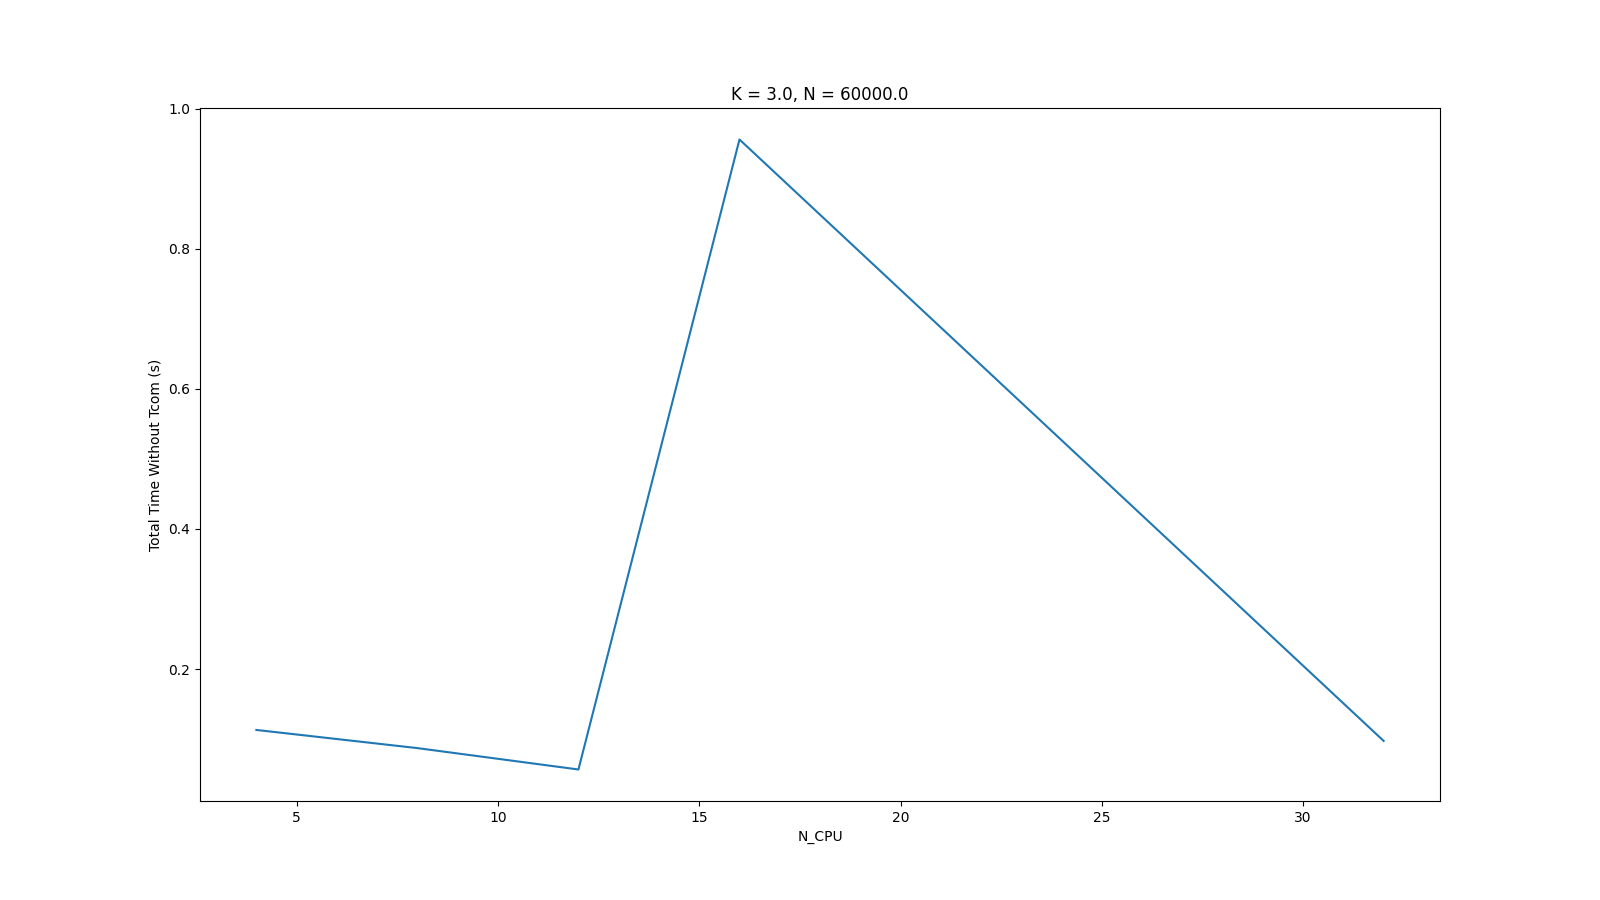 K = 3.0, N = 60000.0
1.0
0.8
0.6
0.4
0.2
Total Time Without Tcom (s)
5 10 15 20 25 30
N_CPU